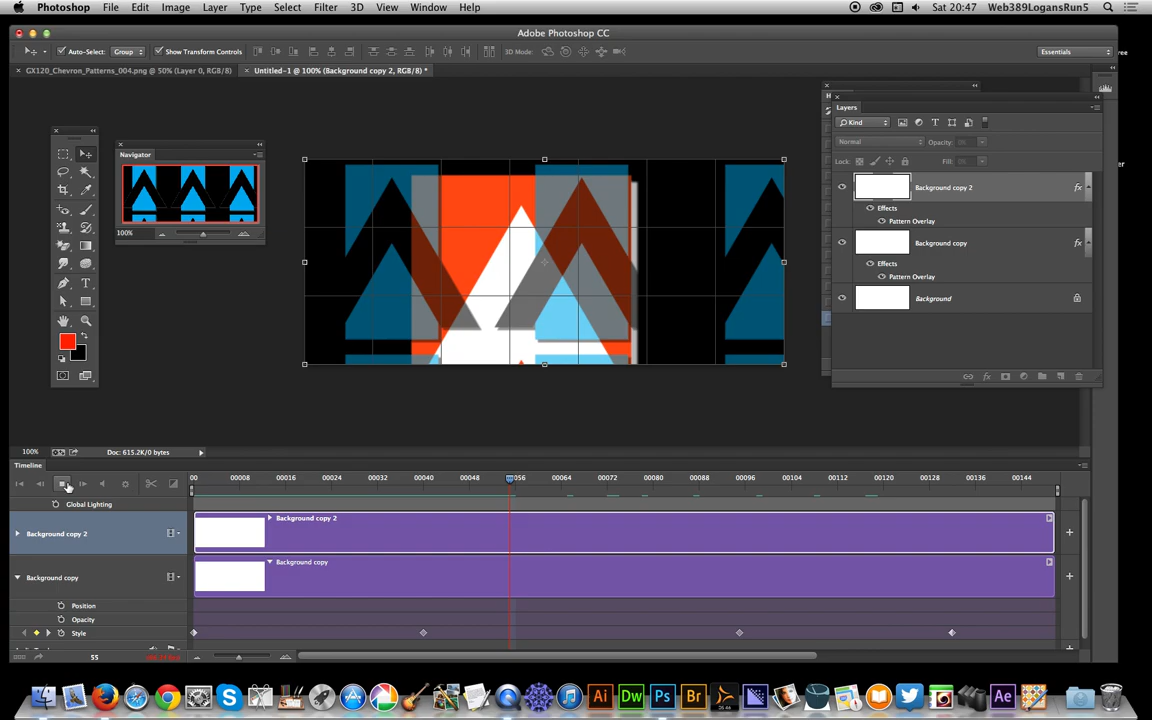 Photoshop File Edit Image Layer Type Select Filter 3D View Window Help Sat 20:47 Web389LogansRun5
Adobe Photoshop CC
Auto-Select: Group Show Transform Controls 3D Mode: Essentials
GX120_Chevron_Patterns_004.png @ 50% (Layer 0, RGB/8) Untitled-1 @ 100% (Background copy 2, RGB/8) *
Navigator
100%
Layers
Kind
Normal Opacity:
Lock: Fill:
Background copy 2 fx
Effects
Pattern Overlay
Background copy fx
Effects
Pattern Overlay
Background
100% Doc: 615.2K/0 bytes
Timeline
00 00008 00016 00024 00032 00040 00048 00056 00064 00072 00080 00088 00096 00104 00112 00120 00128 00136 00144
Global Lighting
Background copy 2 Background copy 2
Background copy Background copy
Position
Opacity
Style
55